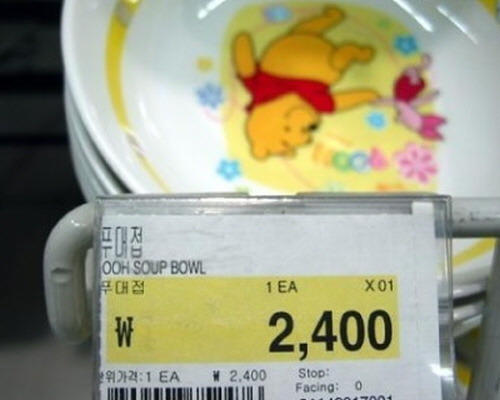 푸대접
OOH SOUP BOWL
푸대접 1 EA X 01
₩ 2,400
위가격:1 EA ₩ 2,400 Stop:
Facing: 0